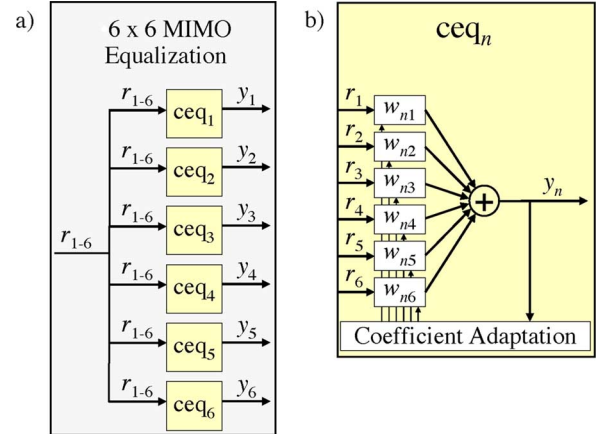 a)
6 x 6 MIMO
Equalization
r₁₋₆
r₁₋₆ ceq₁ y₁
r₁₋₆ ceq₂ y₂
r₁₋₆ ceq₃ y₃
r₁₋₆ ceq₄ y₄
r₁₋₆ ceq₅ y₅
r₁₋₆ ceq₆ y₆
b)
ceqₙ
r₁ wₙ₁
r₂ wₙ₂
r₃ wₙ₃
r₄ wₙ₄
r₅ wₙ₅
r₆ wₙ₆
+
yₙ
Coefficient Adaptation